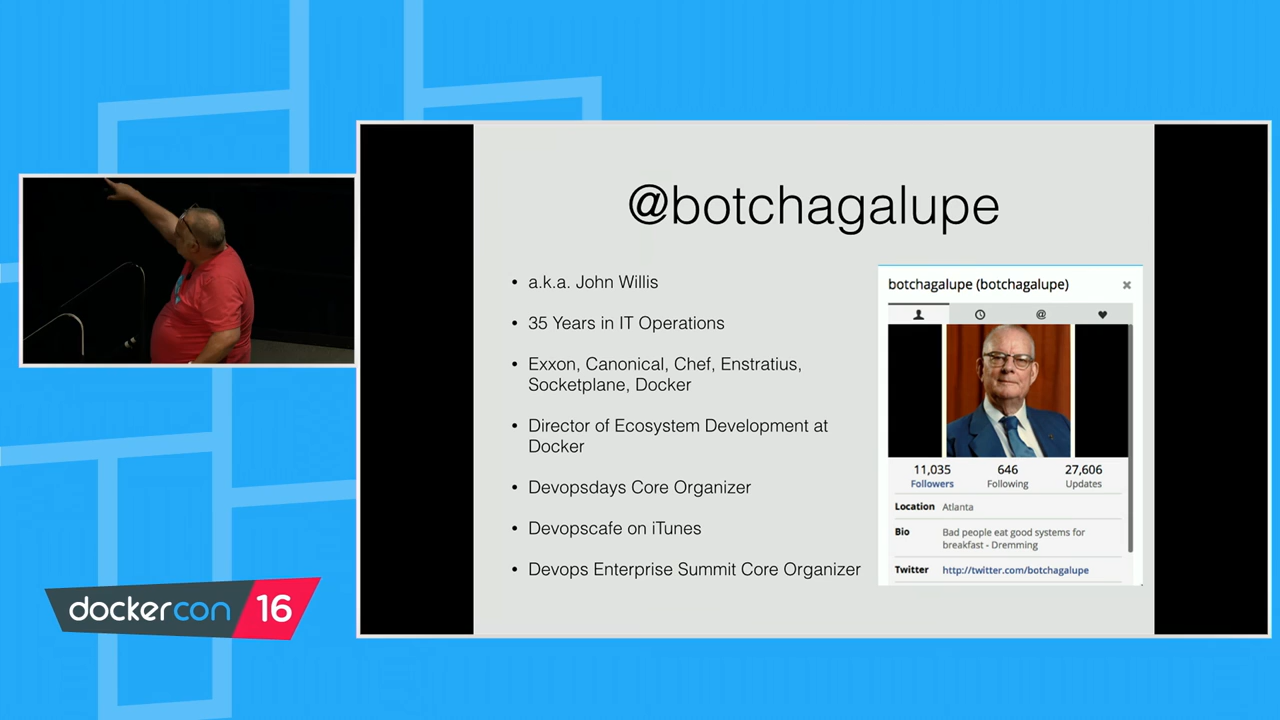 @botchagalupe
• a.k.a. John Willis
• 35 Years in IT Operations
• Exxon, Canonical, Chef, Enstratius,
Socketplane, Docker
• Director of Ecosystem Development at
Docker
• Devopsdays Core Organizer
• Devopscafe on iTunes
• Devops Enterprise Summit Core Organizer
botchagalupe (botchagalupe)
11,035 646 27,606
Followers Following Updates
Location Atlanta
Bio Bad people eat good systems for
breakfast - Dremming
Twitter http://twitter.com/botchagalupe
dockercon 16